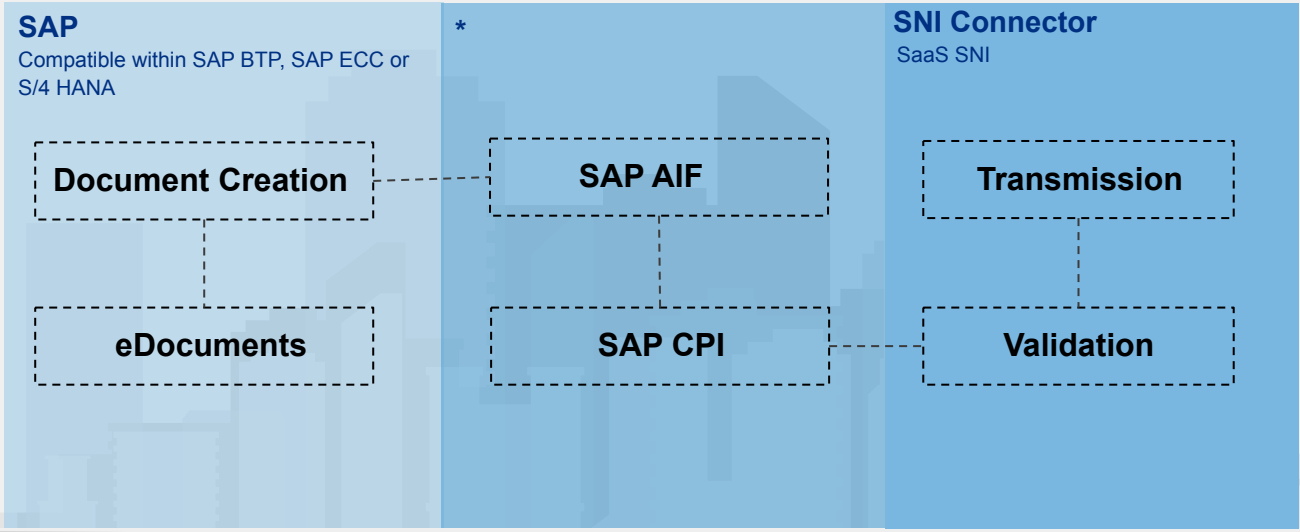 SAP
Compatible within SAP BTP, SAP ECC or
S/4 HANA
Document Creation
eDocuments
*
SAP AIF
SAP CPI
SNI Connector
SaaS SNI
Transmission
Validation